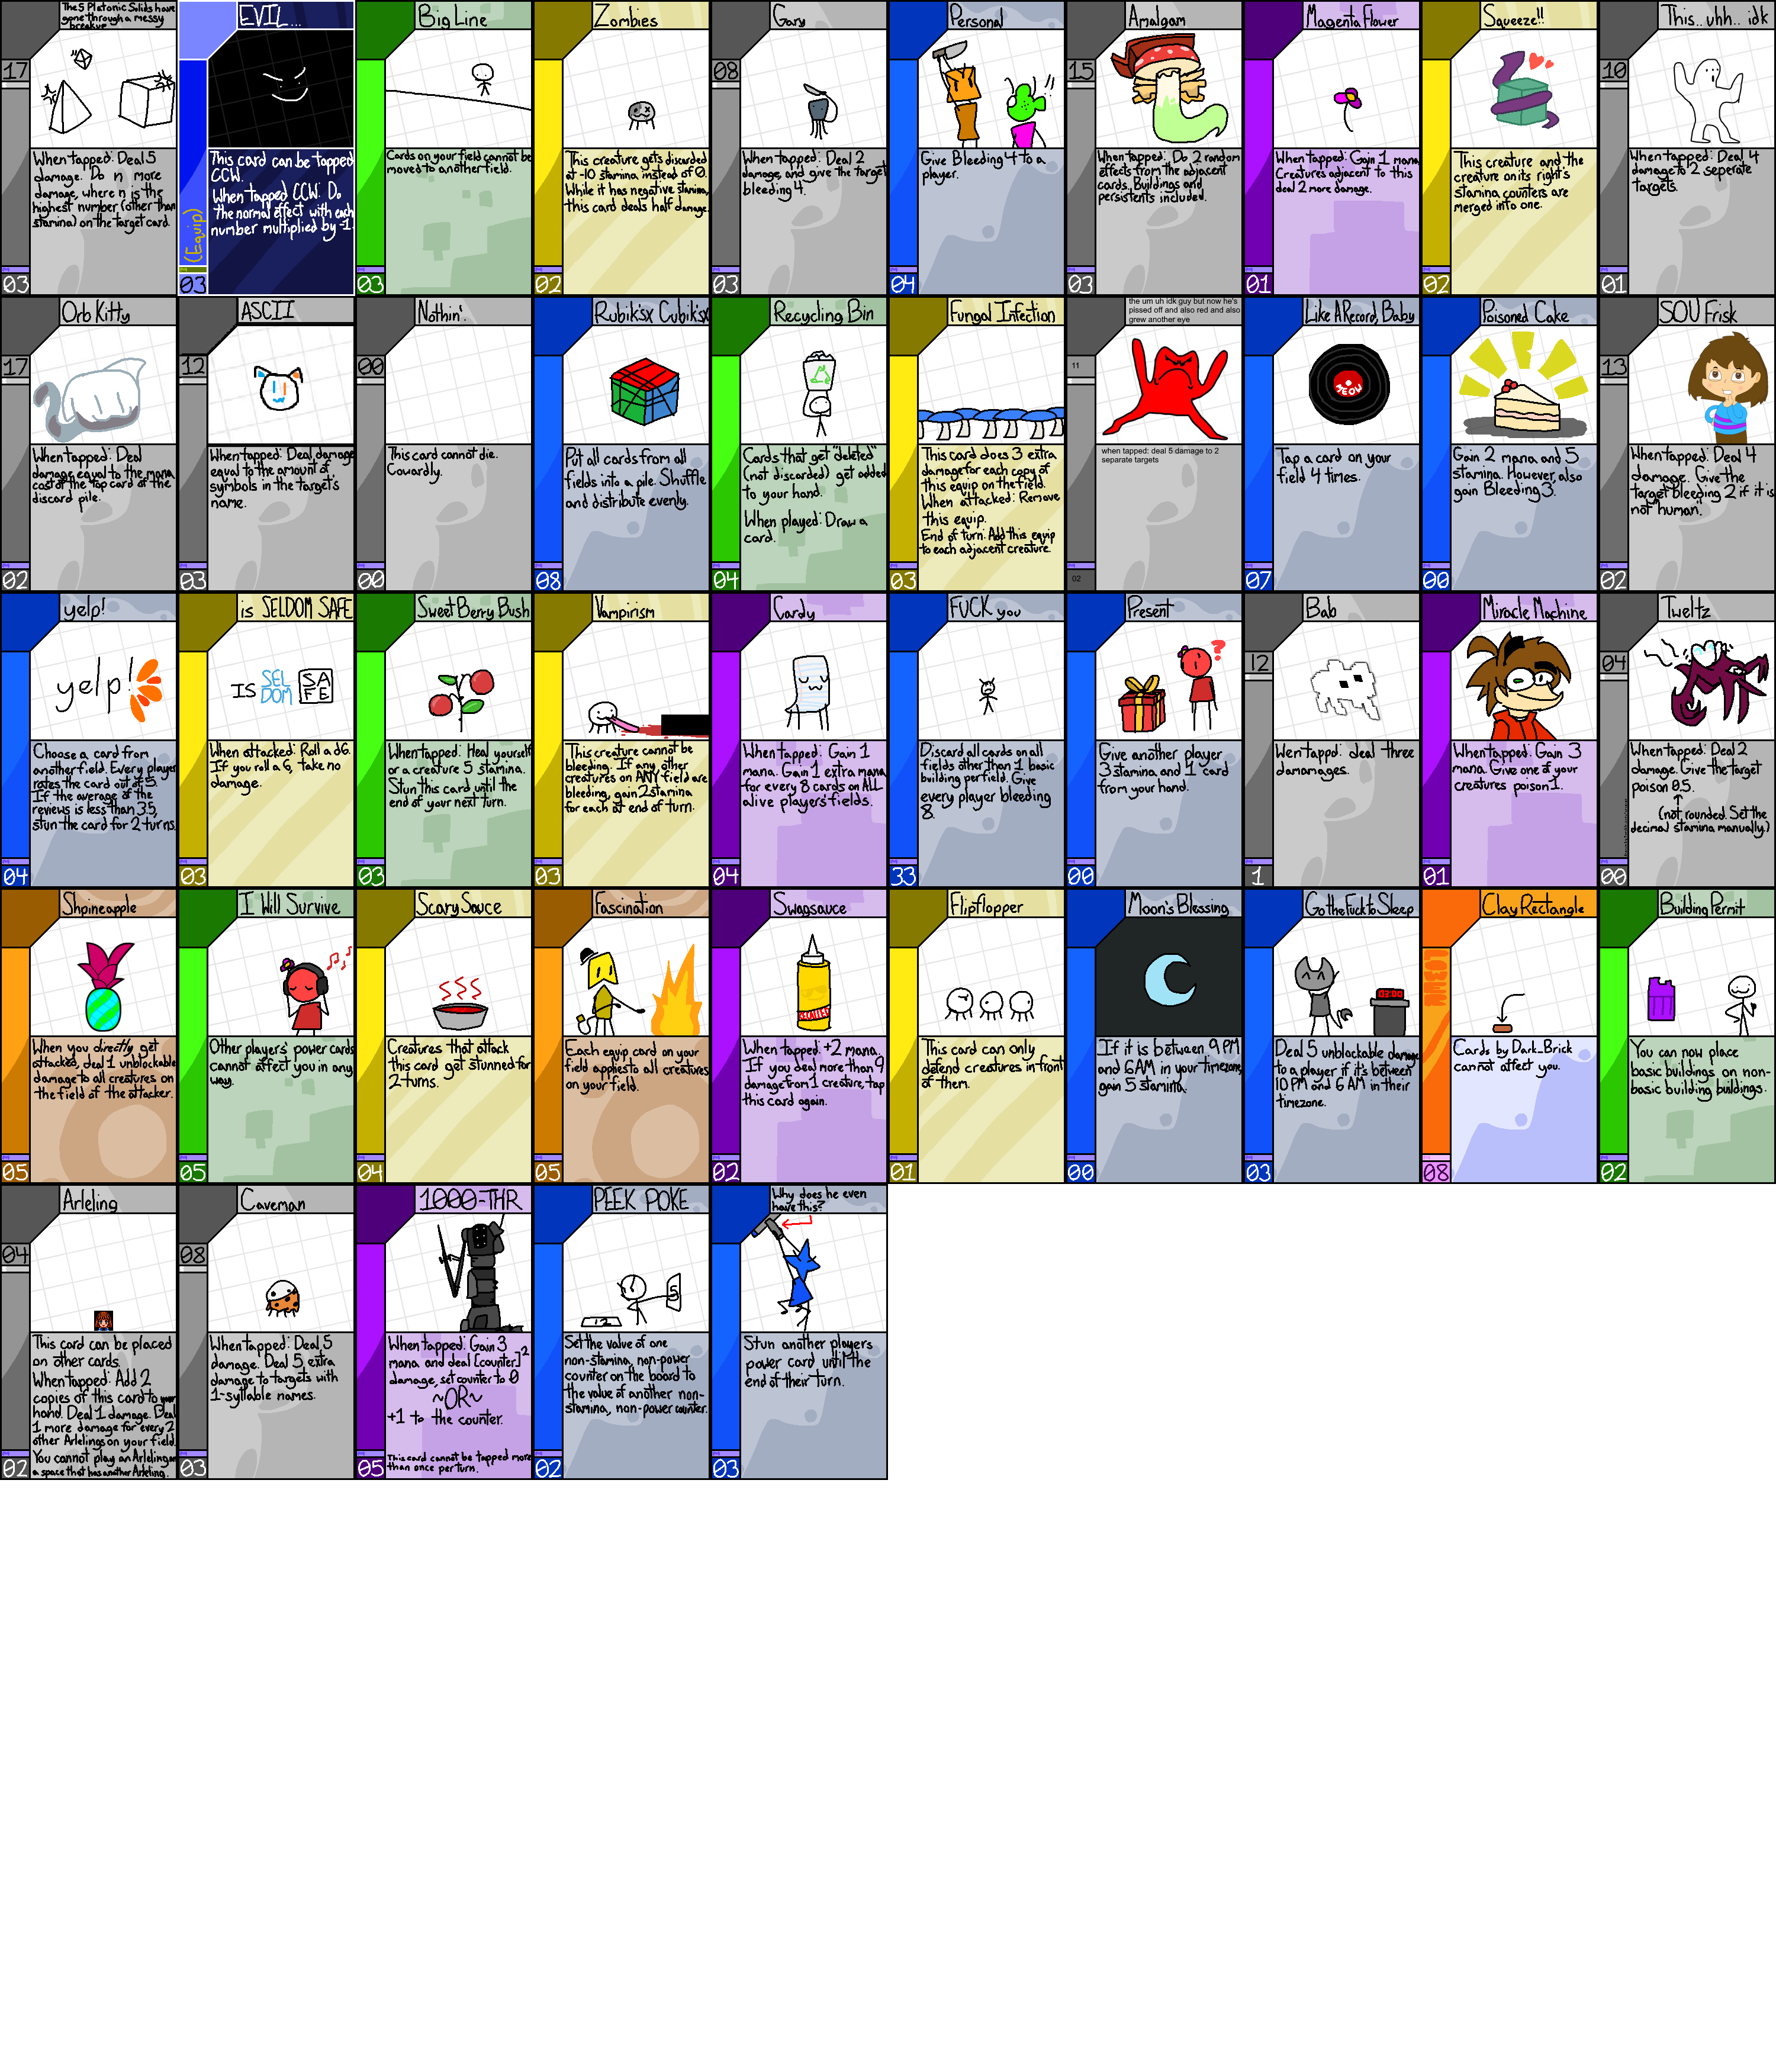 The 5 Platonic Solids have
gone through a messy
breakup
17
When tapped: Deal 5
damage. Do n more
damage, where n is the
highest number (other than
stamina) on the target card.
03
EVIL...
This card can be tapped
CCW.
When tapped CCW: Do
the normal effect with each
number multiplied by -1.
(Equip)
03
Big Line
Cards on your field cannot be
moved to another field.
03
Zombies
This creature gets discarded
at -10 stamina instead of 0.
While it has negative stamina,
this card deals half damage.
02
Gary
08
When tapped: Deal 2
damage, and give the target
bleeding 4.
03
Personal
Give Bleeding 4 to a
player.
04
Amalgam
15
When tapped: Do 2 random
effects from the adjacent
cards. Buildings and
persistents included.
03
Magenta Flower
When tapped: Gain 1 mana
Creatures adjacent to this
deal 2 more damage.
01
Squeeze!!
This creature and the
creature on its right's
stamina counters are
merged into one.
02
This.. uhh.. idk
10
When tapped: Deal 4
damage to 2 seperate
targets.
01
Orb Kitty
17
When tapped: Deal
damage equal to the mana
cost of the top card of the
discard pile.
02
ASCII
12
When tapped: Deal damage
equal to the amount of
symbols in the target's
name.
03
Nothin'
00
This card cannot die.
Cowardly.
00
Rubik'sx Cubik'sx
Put all cards from all
fields into a pile. Shuffle
and distribute evenly.
08
Recycling Bin
Cards that get "deleted"
(not discarded) get added
to your hand.
When played: Draw a
card.
04
Fungal Infection
This card does 3 extra
damage for each copy of
this equip on the field.
When attacked: Remove
this equip.
End of turn: Add this equip
to each adjacent creature.
03
the um uh idk guy but now he's
pissed off and also red and also
grew another eye
11
when tapped: deal 5 damage to 2
separate targets
02
Like A Record, Baby
MEOW
Tap a card on your
field 4 times.
07
Poisoned Cake
Gain 2 mana and 5
stamina. However, also
gain Bleeding 3.
00
SOU Frisk
13
When tapped: Deal 4
damage. Give the
target bleeding 2 if it is
not human.
02
yelp!
yelp!
Choose a card from
another field. Every player
rates the card out of 5.
If the average of the
reviews is less than 3.5,
stun the card for 2 turns.
04
is SELDOM SAFE
IS SEL
DOM SA
FE
When attacked: Roll a d6.
If you roll a 6, take no
damage.
03
Sweet Berry Bush
When tapped: Heal yourself
or a creature 5 stamina.
Stun this card until the
end of your next turn.
03
Vampirism
This creature cannot be
bleeding. If any other
creatures on ANY field are
bleeding, gain 2 stamina
for each at end of turn.
03
Cardy
When tapped: Gain 1
mana. Gain 1 extra mana
for every 8 cards on ALL
alive players' fields.
04
FUCK you
Discard all cards on all
fields other than 1 basic
building per field. Give
every player bleeding
8.
33
Present
?
Give another player
3 stamina and 1 card
from your hand.
00
Bab
12
Wen tappd: deal three
damamages.
1
Miracle Machine
When tapped: Gain 3
mana. Give one of your
creatures poison 1.
01
Tweltz
04
When tapped: Deal 2
damage. Give the target
poison 0.5.
(not rounded. Set the
decimal stamina manually.)
00
Shpineapple
When you directly get
attacked, deal 1 unblockable
damage to all creatures on
the field of the attacker.
05
I Will Survive
Other players' power cards
cannot affect you in any
way.
05
Scary Sauce
Creatures that attack
this card get stunned for
2 turns.
04
Fascination
Each equip card on your
field applies to all creatures
on your field.
05
Swagsauce
When tapped: +2 mana.
If you deal more than 9
damage from 1 creature, tap
this card again.
02
Flipflopper
This card can only
defend creatures in front
of them.
01
Moon's Blessing
If it is between 9 PM
and 6AM in your timezone,
gain 5 stamina.
00
Go the Fuck to Sleep
02:00
Deal 5 unblockable damage
to a player if it's between
10 PM and 6 AM in their
timezone.
03
Clay Rectangle
Cards by Dark_Brick
cannot affect you.
08
Building Permit
You can now place
basic buildings on non-
basic building buildings.
02
Arleling
04
This card can be placed
on other cards.
When tapped: Add 2
copies of this card to your
hand. Deal 1 damage. Deal
1 more damage for every 2
other Arlelings on your field.
You cannot play an Arleling on
a space that has another Arleling.
02
Caveman
08
When tapped: Deal 5
damage. Deal 5 extra
damage to targets with
1-syllable names.
03
1000-THR
When tapped: Gain 3
mana and deal [counter]²
damage, set counter to 0
~OR~
+1 to the counter.
This card cannot be tapped more
than once per turn.
05
PEEK POKE
5
12
Set the value of one
non-stamina, non-power
counter on the board to
the value of another non-
stamina, non-power counter.
02
Why does he even
have this?
Stun another players
power card until the
end of their turn.
03